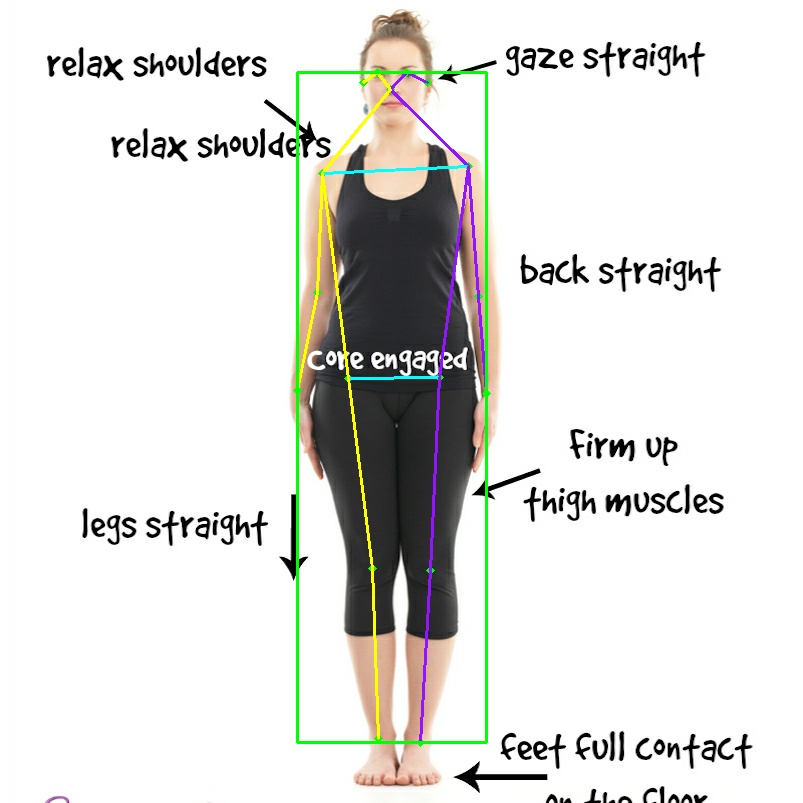 relax shoulders
gaze straight
relax shoulders
back straight
core engaged
firm up
thigh muscles
legs straight
feet full contact
on the floor